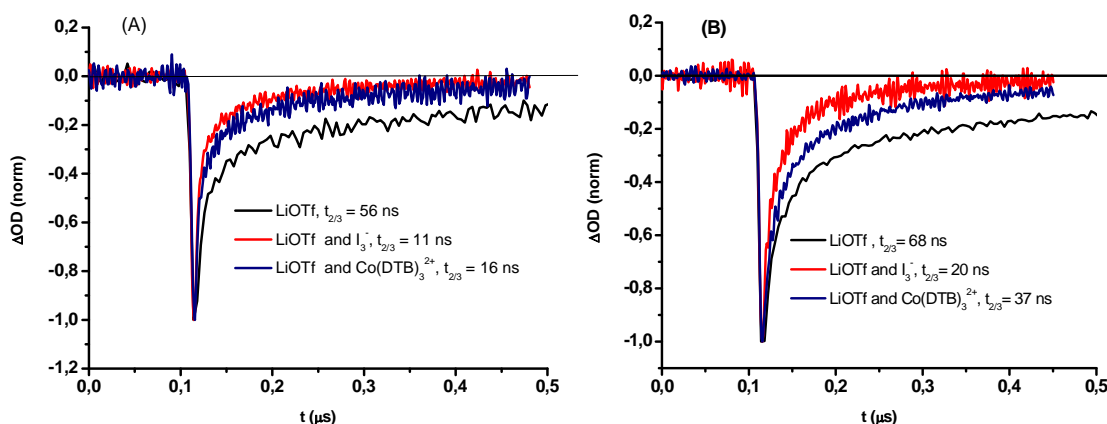 (A)
ΔOD (norm)
0,2
0,0
-0,2
-0,4
-0,6
-0,8
-1,0
-1,2
LiOTf, t2/3 = 56 ns
LiOTf and I3-, t2/3 = 11 ns
LiOTf and Co(DTB)3 2+, t2/3 = 16 ns
0,0 0,1 0,2 0,3 0,4 0,5
t (μs)
(B)
ΔOD (norm)
0,2
0,0
-0,2
-0,4
-0,6
-0,8
-1,0
LiOTf , t2/3= 68 ns
LiOTf and I3-, t2/3= 20 ns
LiOTf and Co(DTB)3 2+, t2/3= 37 ns
0,0 0,1 0,2 0,3 0,4 0,5
t (μs)